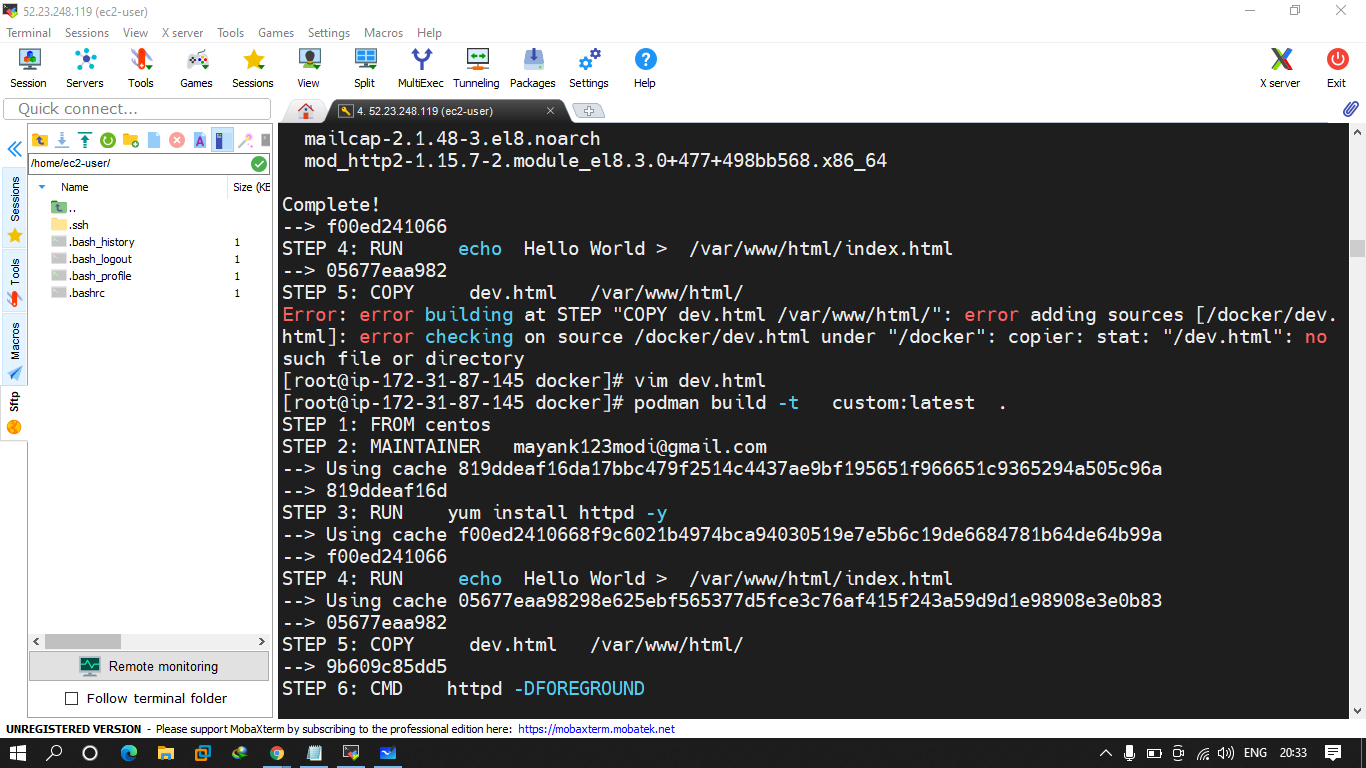 52.23.248.119 (ec2-user)
Terminal Sessions View X server Tools Games Settings Macros Help
Session Servers Tools Games Sessions View Split MultiExec Tunneling Packages Settings Help X server Exit
Quick connect...
4. 52.23.248.119 (ec2-user)
/home/ec2-user/
Name Size (KB
..
.ssh
.bash_history 1
.bash_logout 1
.bash_profile 1
.bashrc 1
Sessions
Tools
Macros
Sftp
Remote monitoring
Follow terminal folder
mailcap-2.1.48-3.el8.noarch
mod_http2-1.15.7-2.module_el8.3.0+477+498bb568.x86_64
Complete!
--> f00ed241066
STEP 4: RUN echo Hello World > /var/www/html/index.html
--> 05677eaa982
STEP 5: COPY dev.html /var/www/html/
Error: error building at STEP "COPY dev.html /var/www/html/": error adding sources [/docker/dev.
html]: error checking on source /docker/dev.html under "/docker": copier: stat: "/dev.html": no
such file or directory
[root@ip-172-31-87-145 docker]# vim dev.html
[root@ip-172-31-87-145 docker]# podman build -t custom:latest .
STEP 1: FROM centos
STEP 2: MAINTAINER mayank123modi@gmail.com
--> Using cache 819ddeaf16da17bbc479f2514c4437ae9bf195651f966651c9365294a505c96a
--> 819ddeaf16d
STEP 3: RUN yum install httpd -y
--> Using cache f00ed2410668f9c6021b4974bca94030519e7e5b6c19de6684781b64de64b99a
--> f00ed241066
STEP 4: RUN echo Hello World > /var/www/html/index.html
--> Using cache 05677eaa98298e625ebf565377d5fce3c76af415f243a59d9d1e98908e3e0b83
--> 05677eaa982
STEP 5: COPY dev.html /var/www/html/
--> 9b609c85dd5
STEP 6: CMD httpd -DFOREGROUND
UNREGISTERED VERSION - Please support MobaXterm by subscribing to the professional edition here: https://mobaxterm.mobatek.net
ENG 20:33